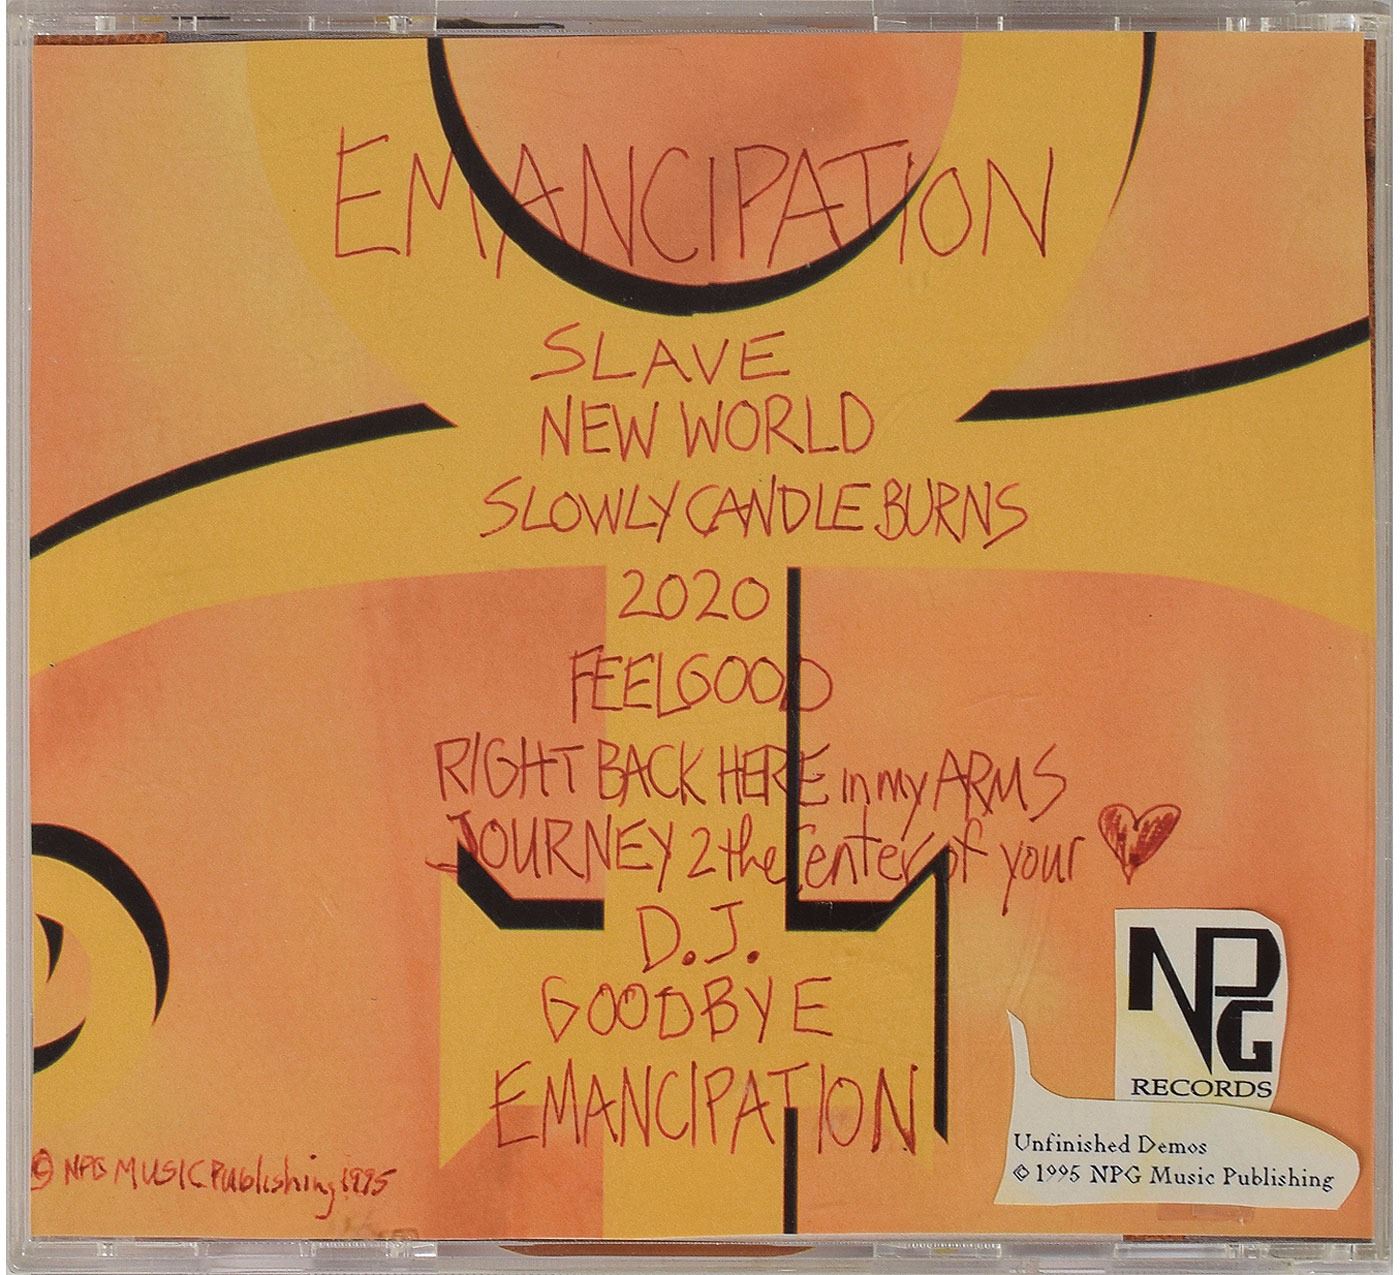 EMANCIPATION
SLAVE
NEW WORLD
SLOWLY CANDLE BURNS
2020
FEELGOOD
RIGHT BACK HERE in my ARMS
JOURNEY 2 the Center of your
D.J.
GOODBYE
EMANCIPATION
NPG
RECORDS
Unfinished Demos
© 1995 NPG Music Publishing
© NPG MUSIC Publishing 1995